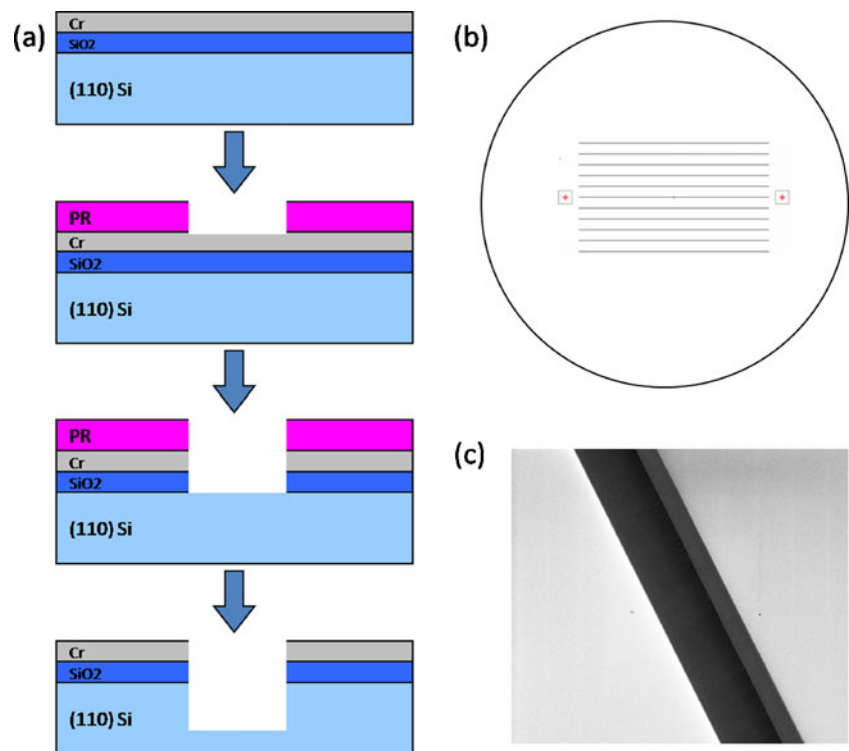 (a)
Cr
SiO2
(110) Si
PR
Cr
SiO2
(110) Si
PR
Cr
SiO2
(110) Si
Cr
SiO2
(110) Si
(b)
(c)